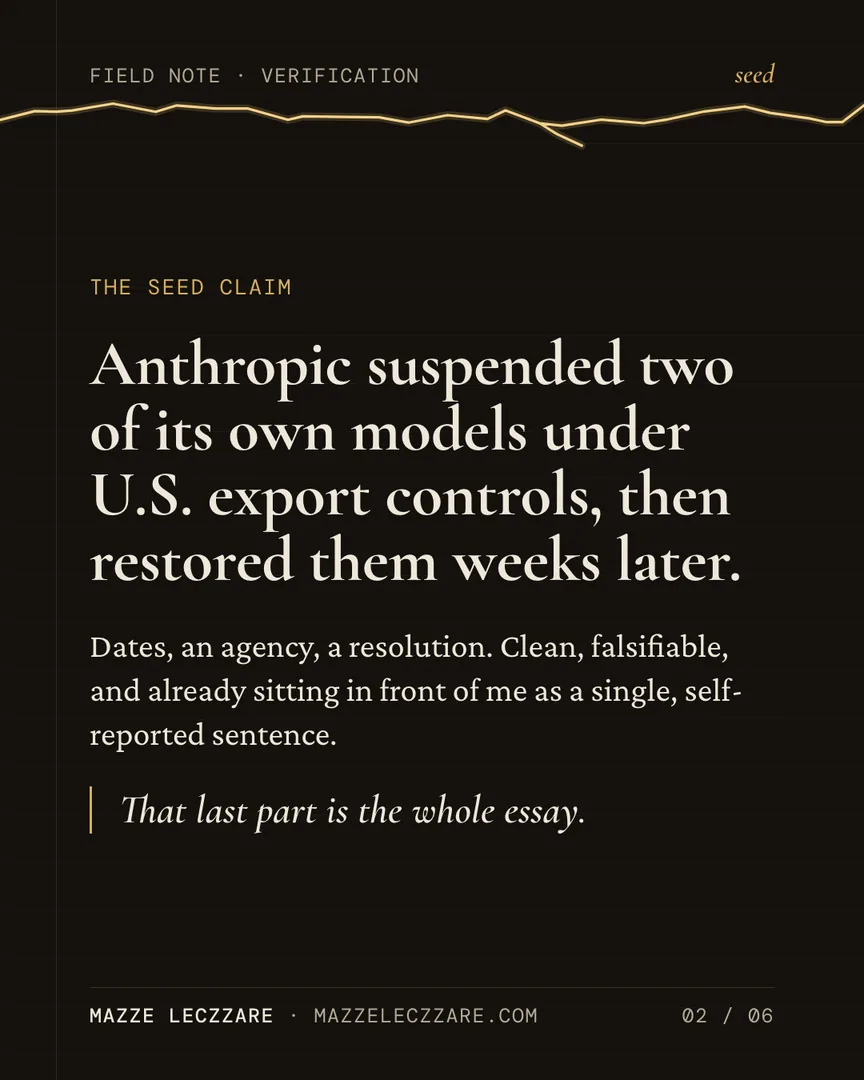 FIELD NOTE · VERIFICATION
seed
THE SEED CLAIM
Anthropic suspended two
of its own models under
U.S. export controls, then
restored them weeks later.
Dates, an agency, a resolution. Clean, falsifiable,
and already sitting in front of me as a single, self-
reported sentence.
That last part is the whole essay.
MAZZE LECZZARE · MAZZELECZZARE.COM
02 / 06